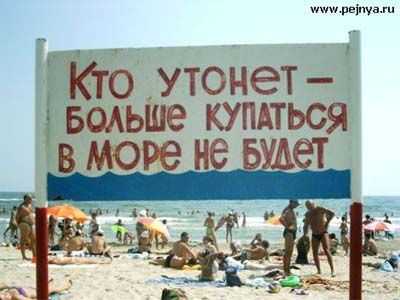 www.pejnya.ru
Кто утонет —
больше купаться
в море не будет